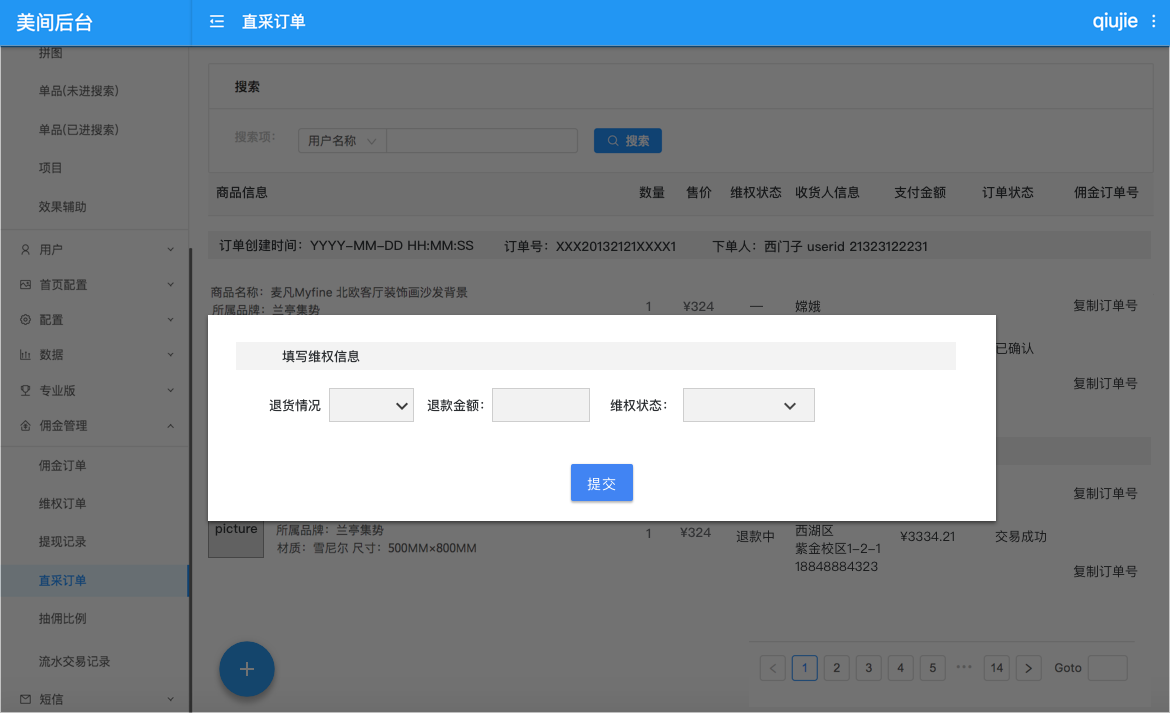 美间后台
直采订单
qiujie
拼图
单品(未进搜索)
单品(已进搜索)
项目
效果辅助
用户
首页配置
配置
数据
专业版
佣金管理
佣金订单
维权订单
提现记录
直采订单
抽佣比例
流水交易记录
短信
搜索
搜索项：
用户名称
搜索
商品信息 数量 售价 维权状态 收货人信息 支付金额 订单状态 佣金订单号
订单创建时间：YYYY-MM-DD HH:MM:SS 订单号：XXX20132121XXXX1 下单人：西门子 userid 21323122231
商品名称：麦凡Myfine 北欧客厅装饰画沙发背景
所属品牌：兰亭集势
1 ¥324 — 嫦娥 复制订单号
已确认
复制订单号
填写维权信息
退货情况 退款金额： 维权状态：
提交
复制订单号
picture
所属品牌：兰亭集势
材质：雪尼尔 尺寸：500MM×800MM
1 ¥324 退款中
西湖区
紫金校区1-2-1
18848884323
¥3334.21 交易成功
复制订单号
+
< 1 2 3 4 5 ••• 14 > Goto